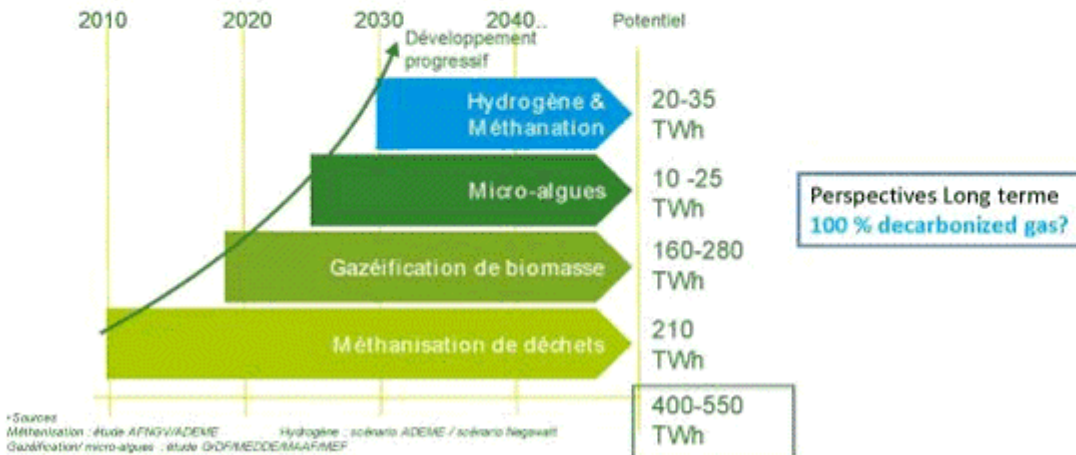 2010 2020 2030 2040.. Potentiel
Développement
progressif
Hydrogène &
Méthanation
20-35
TWh
Micro-algues
10 -25
TWh
Perspectives Long terme
100 % decarbonized gas?
Gazéification de biomasse
160-280
TWh
Méthanisation de déchets
210
TWh
400-550
TWh
•Sources
Méthanisation : étude AFNGV/ADEME Hydrogène : scénario ADEME / scénario Negawatt
Gazéification/ micro-algues : étude GrDF/MEDDE/MAAF/MEF